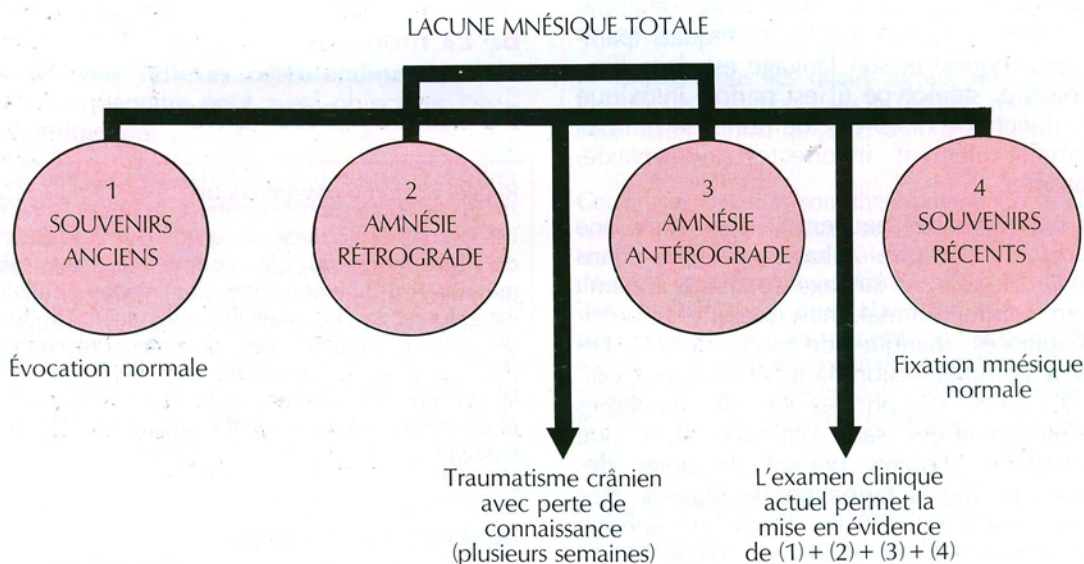 LACUNE MNÉSIQUE TOTALE
1
SOUVENIRS
ANCIENS
2
AMNÉSIE
RÉTROGRADE
3
AMNÉSIE
ANTÉROGRADE
4
SOUVENIRS
RÉCENTS
Évocation normale
Fixation mnésique
normale
Traumatisme crânien
avec perte de
connaissance
(plusieurs semaines)
L'examen clinique
actuel permet la
mise en évidence
de (1) + (2) + (3) + (4)